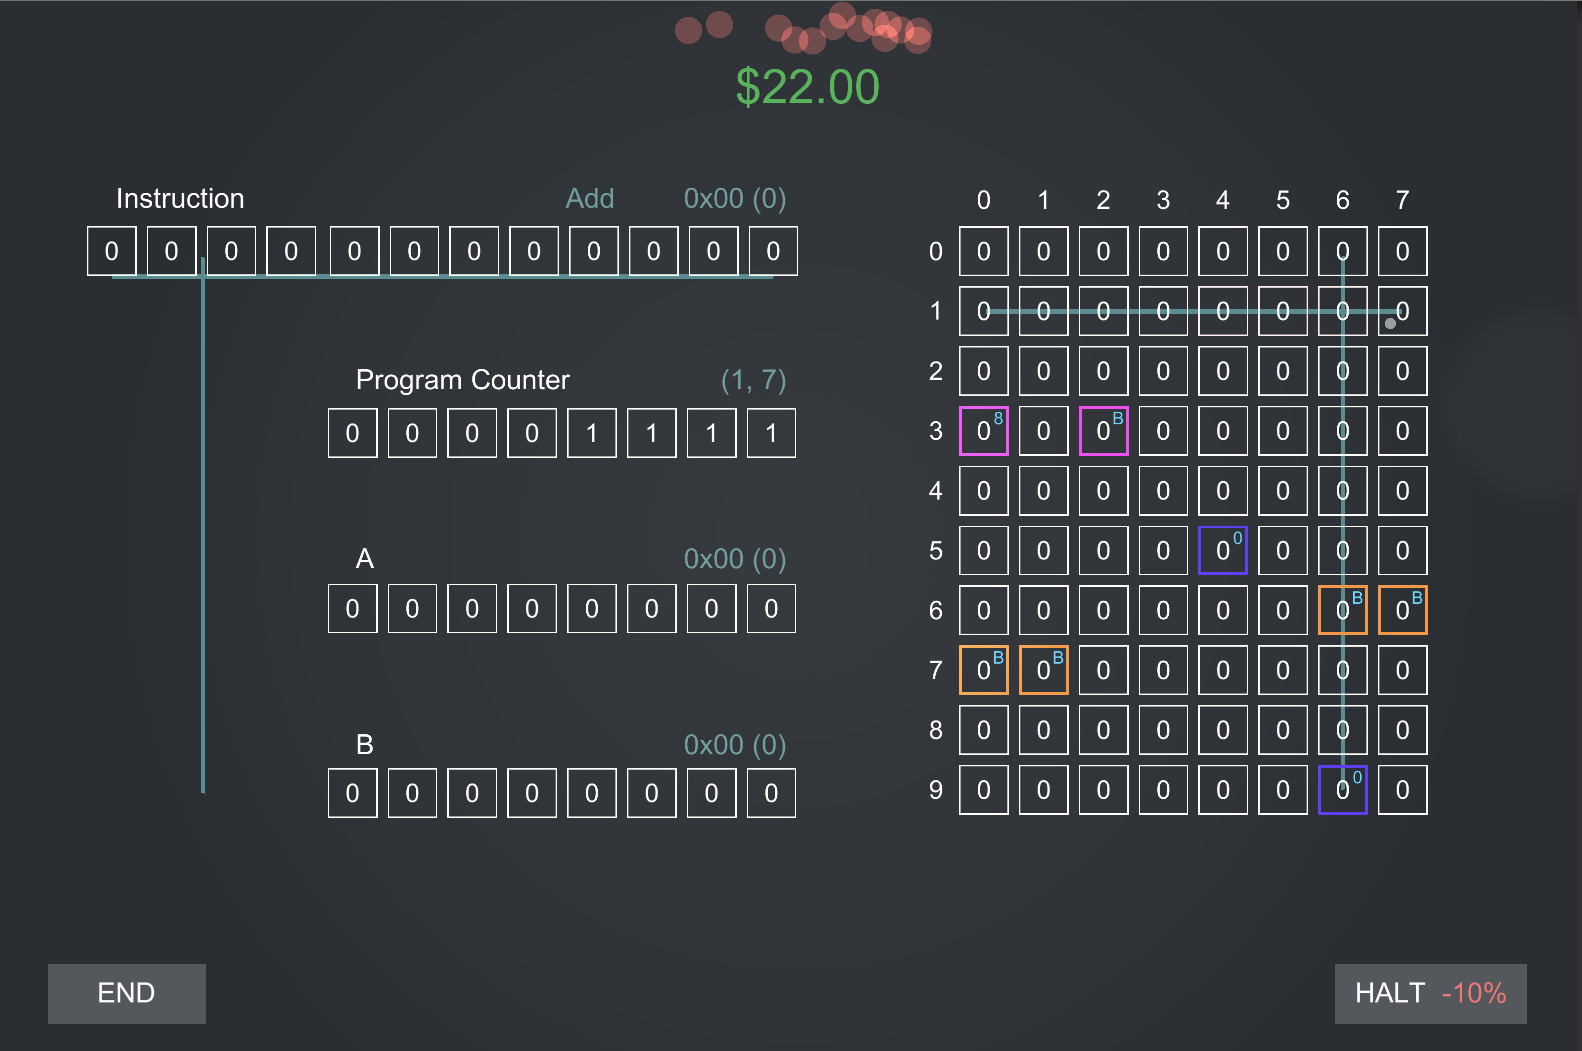 $22.00
Instruction Add 0x00 (0)
0 0 0 0 0 0 0 0 0 0 0 0
Program Counter (1, 7)
0 0 0 0 1 1 1 1
A 0x00 (0)
0 0 0 0 0 0 0 0
B 0x00 (0)
0 0 0 0 0 0 0 0
0 1 2 3 4 5 6 7
0 0 0 0 0 0 0 0 0
1 0 0 0 0 0 0 0 0
2 0 0 0 0 0 0 0 0
3 0 8 0 0 B 0 0 0 0 0
4 0 0 0 0 0 0 0 0
5 0 0 0 0 0 0 0 0 0
6 0 0 0 0 0 0 0 B 0 B
7 0 B 0 B 0 0 0 0 0 0
8 0 0 0 0 0 0 0 0
9 0 0 0 0 0 0 0 0 0
END
HALT -10%